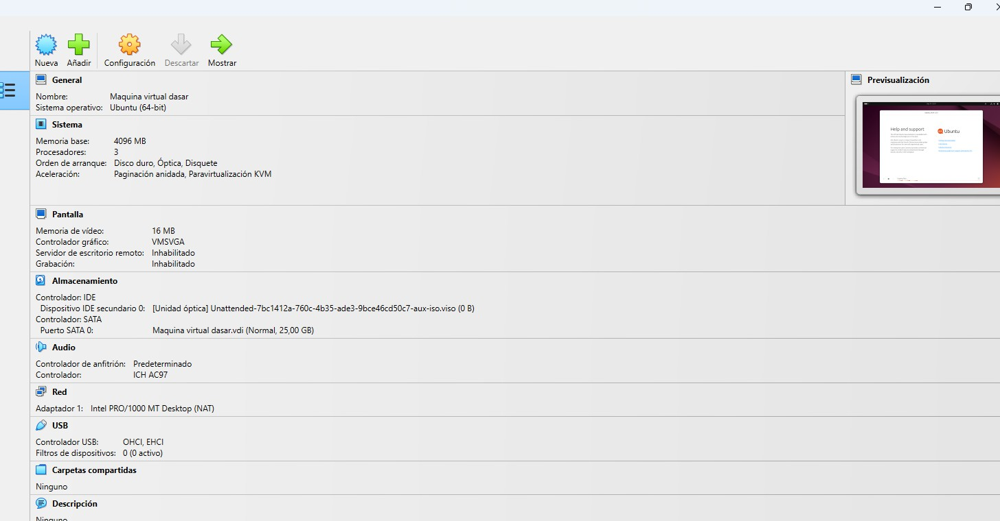 Nueva Añadir Configuración Descartar Mostrar
General
Nombre: Maquina virtual dasar
Sistema operativo: Ubuntu (64-bit)
Previsualización
Help and support
Ubuntu
Sistema
Memoria base: 4096 MB
Procesadores: 3
Orden de arranque: Disco duro, Óptica, Disquete
Aceleración: Paginación anidada, Paravirtualización KVM
Pantalla
Memoria de vídeo: 16 MB
Controlador gráfico: VMSVGA
Servidor de escritorio remoto: Inhabilitado
Grabación: Inhabilitado
Almacenamiento
Controlador: IDE
Dispositivo IDE secundario 0: [Unidad óptica] Unattended-7bc1412a-760c-4b35-ade3-9bce46cd50c7-aux-iso.viso (0 B)
Controlador: SATA
Puerto SATA 0: Maquina virtual dasar.vdi (Normal, 25,00 GB)
Audio
Controlador de anfitrión: Predeterminado
Controlador: ICH AC97
Red
Adaptador 1: Intel PRO/1000 MT Desktop (NAT)
USB
Controlador USB: OHCI, EHCI
Filtros de dispositivos: 0 (0 activo)
Carpetas compartidas
Ninguno
Descripción
Ninguno